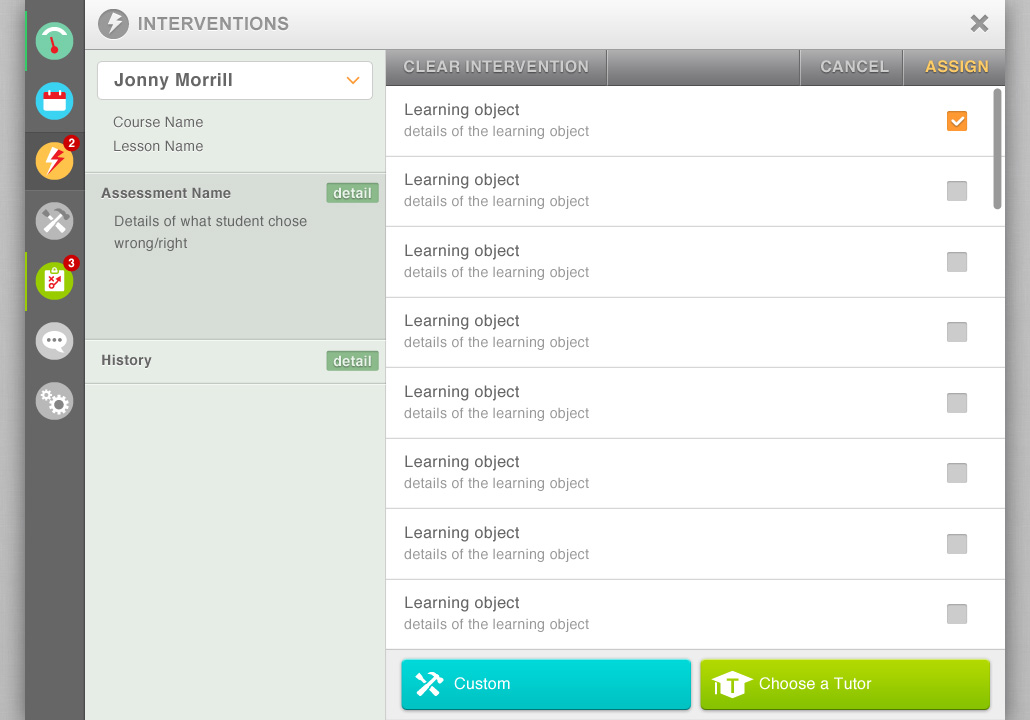 INTERVENTIONS
2
3
Jonny Morrill
Course Name
Lesson Name
Assessment Name
detail
Details of what student chose
wrong/right
History
detail
CLEAR INTERVENTION
CANCEL
ASSIGN
Learning object
details of the learning object
Learning object
details of the learning object
Learning object
details of the learning object
Learning object
details of the learning object
Learning object
details of the learning object
Learning object
details of the learning object
Learning object
details of the learning object
Learning object
details of the learning object
Custom
T
Choose a Tutor